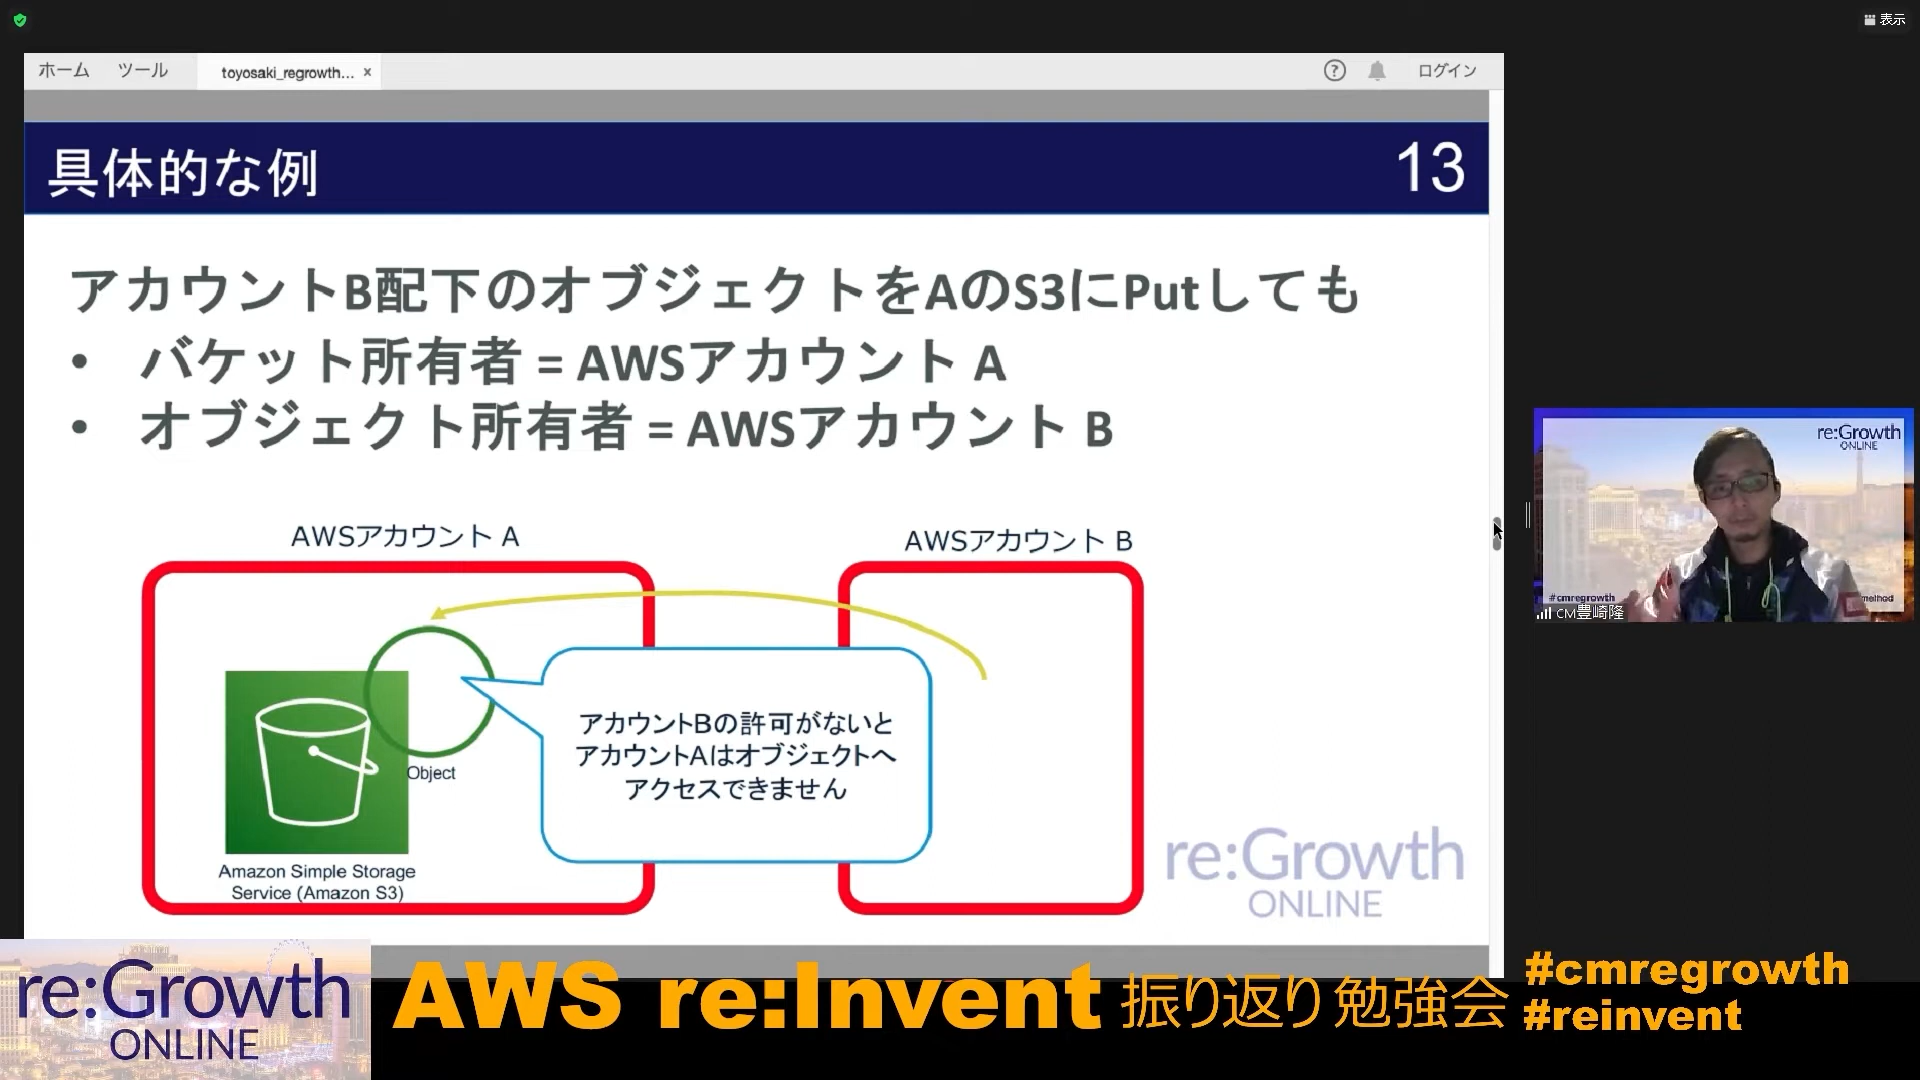 表示
ホーム ツール toyosaki_regrowth... × ? ログイン
具体的な例 13
アカウントB配下のオブジェクトをAのS3にPutしても
• バケット所有者 = AWSアカウント A
• オブジェクト所有者 = AWSアカウント B
AWSアカウント A
AWSアカウント B
アカウントBの許可がないと
アカウントAはオブジェクトへ
アクセスできません
Object
Amazon Simple Storage
Service (Amazon S3)
re:Growth
ONLINE
re:Growth
ONLINE
#cmregrowth
CM豊崎隆
re:Growth
ONLINE
AWS re:Invent 振り返り勉強会
#cmregrowth
#reinvent